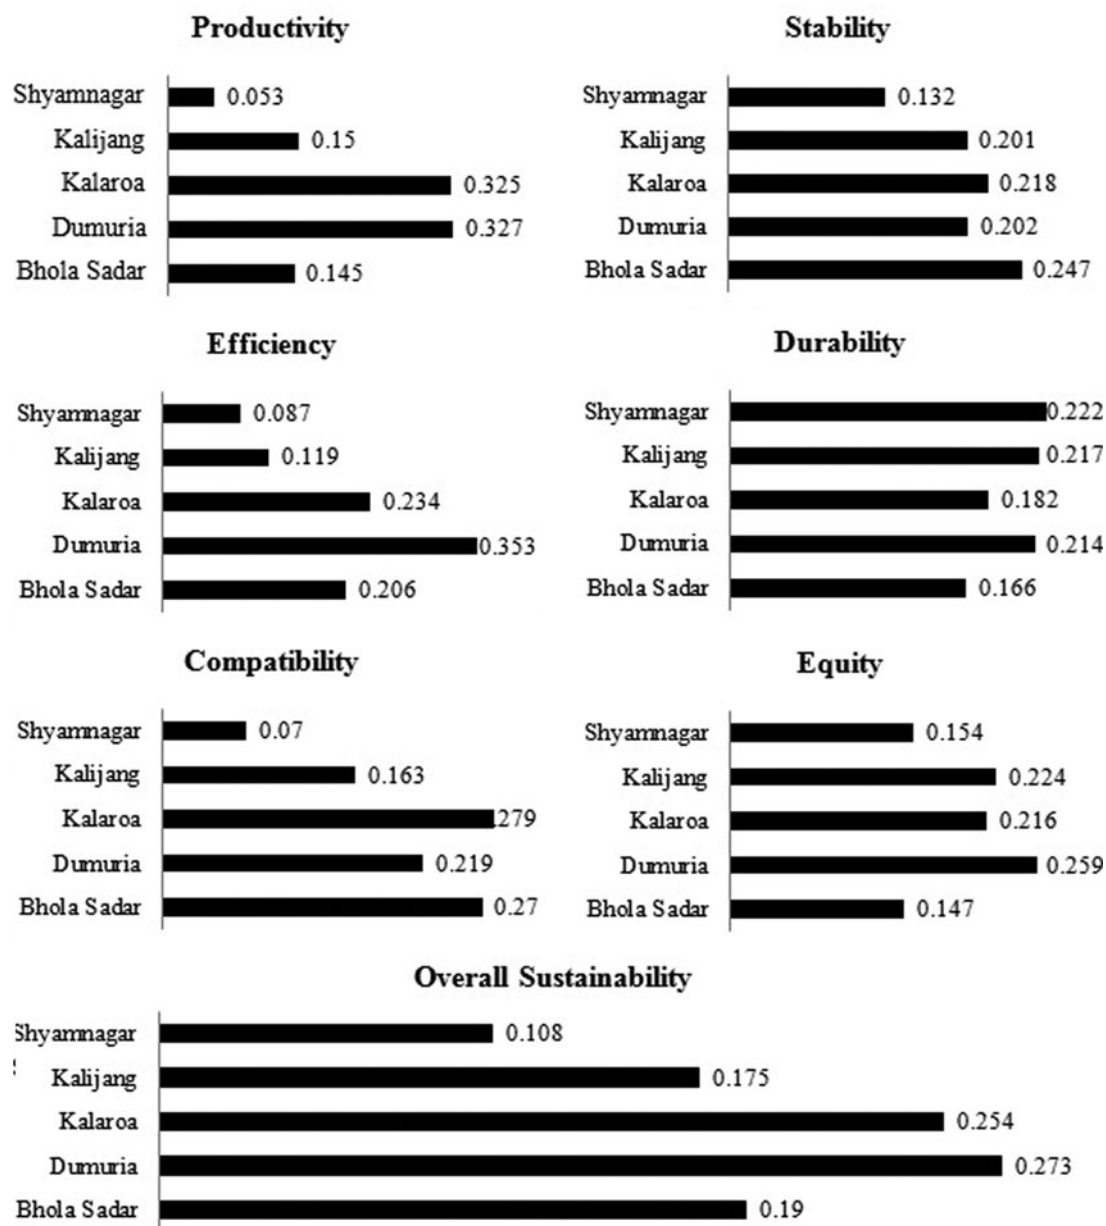 Productivity
Shyamnagar 0.053
Kalijang 0.15
Kalaroa 0.325
Dumuria 0.327
Bhola Sadar 0.145
Stability
Shyamnagar 0.132
Kalijang 0.201
Kalaroa 0.218
Dumuria 0.202
Bhola Sadar 0.247
Efficiency
Shyamnagar 0.087
Kalijang 0.119
Kalaroa 0.234
Dumuria 0.353
Bhola Sadar 0.206
Durability
Shyamnagar 0.222
Kalijang 0.217
Kalaroa 0.182
Dumuria 0.214
Bhola Sadar 0.166
Compatibility
Shyamnagar 0.07
Kalijang 0.163
Kalaroa .279
Dumuria 0.219
Bhola Sadar 0.27
Equity
Shyamnagar 0.154
Kalijang 0.224
Kalaroa 0.216
Dumuria 0.259
Bhola Sadar 0.147
Overall Sustainability
Shyamnagar 0.108
Kalijang 0.175
Kalaroa 0.254
Dumuria 0.273
Bhola Sadar 0.19